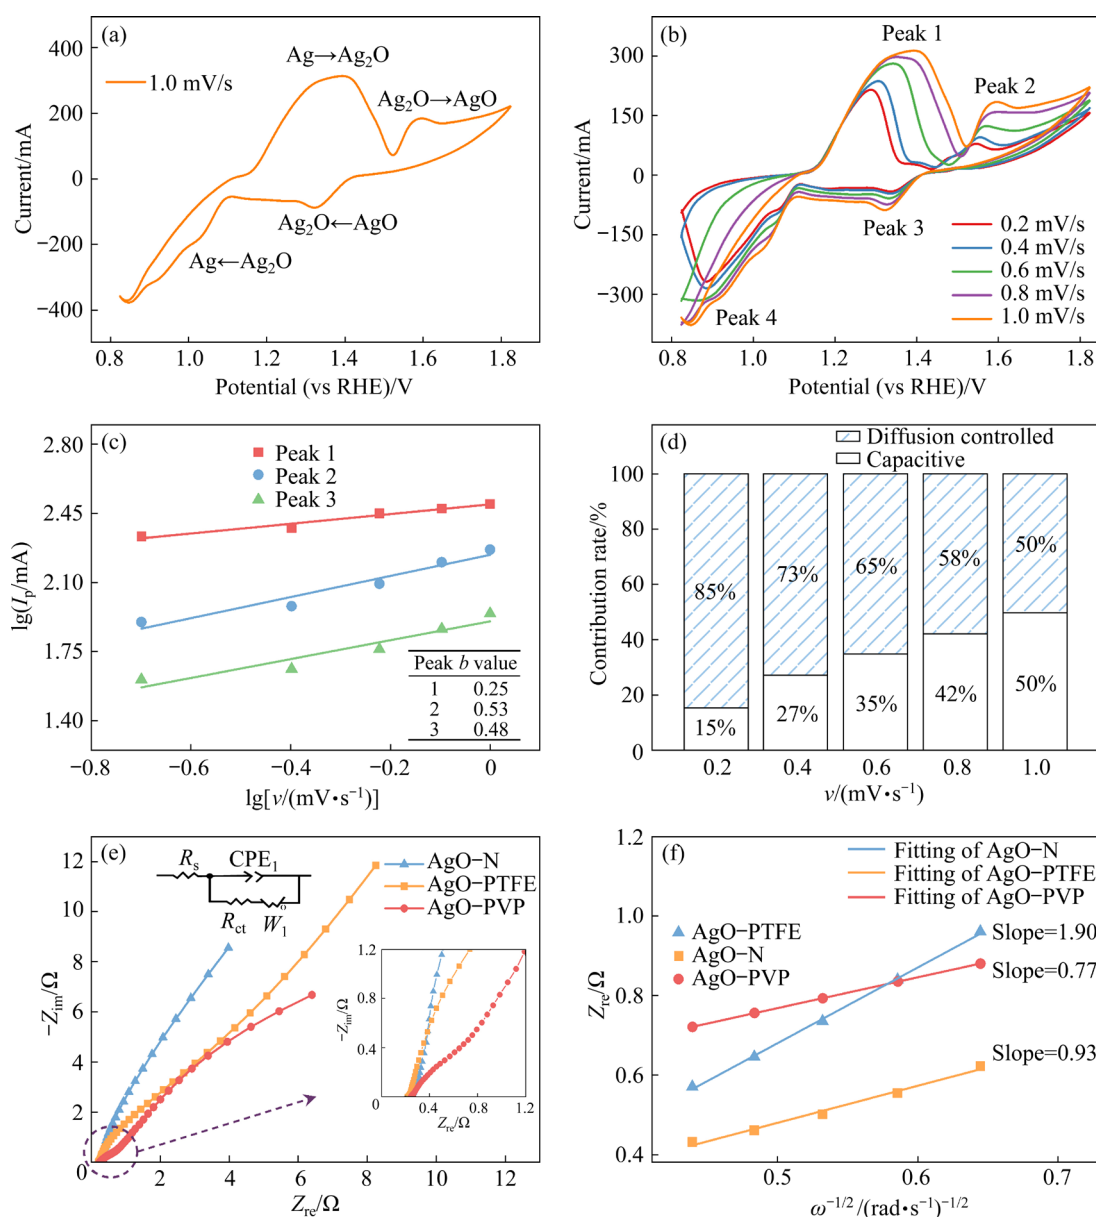 (a)
400
200
0
−200
−400
Current/mA
1.0 mV/s
Ag→Ag₂O
Ag₂O→AgO
Ag₂O←AgO
Ag←Ag₂O
0.8 1.0 1.2 1.4 1.6 1.8
Potential (vs RHE)/V
(b)
300
150
0
−150
−300
Current/mA
Peak 1
Peak 2
Peak 3
Peak 4
0.2 mV/s
0.4 mV/s
0.6 mV/s
0.8 mV/s
1.0 mV/s
0.8 1.0 1.2 1.4 1.6 1.8
Potential (vs RHE)/V
(c)
2.80
2.45
2.10
1.75
1.40
lg(Iₚ/mA)
Peak 1
Peak 2
Peak 3
Peak b value
1 0.25
2 0.53
3 0.48
−0.8 −0.6 −0.4 −0.2 0
lg[v/(mV•s⁻¹)]
(d)
Diffusion controlled
Capacitive
100
80
60
40
20
0
Contribution rate/%
85% 73% 65% 58% 50%
15% 27% 35% 42% 50%
0.2 0.4 0.6 0.8 1.0
v/(mV•s⁻¹)
(e)
12
10
8
6
4
2
0
−Z_im/Ω
R_s CPE₁
R_ct W₁
AgO−N
AgO−PTFE
AgO−PVP
1.2
0.8
0.4
0
−Z_im/Ω
0.4 0.8 1.2
Z_re/Ω
2 4 6 8 10 12
Z_re/Ω
(f)
1.2
1.0
0.8
0.6
0.4
Z_re/Ω
Fitting of AgO−N
Fitting of AgO−PTFE
Fitting of AgO−PVP
AgO−PTFE
AgO−N
AgO−PVP
Slope=1.90
Slope=0.77
Slope=0.93
0.5 0.6 0.7
ω⁻¹/²/(rad•s⁻¹)⁻¹/²